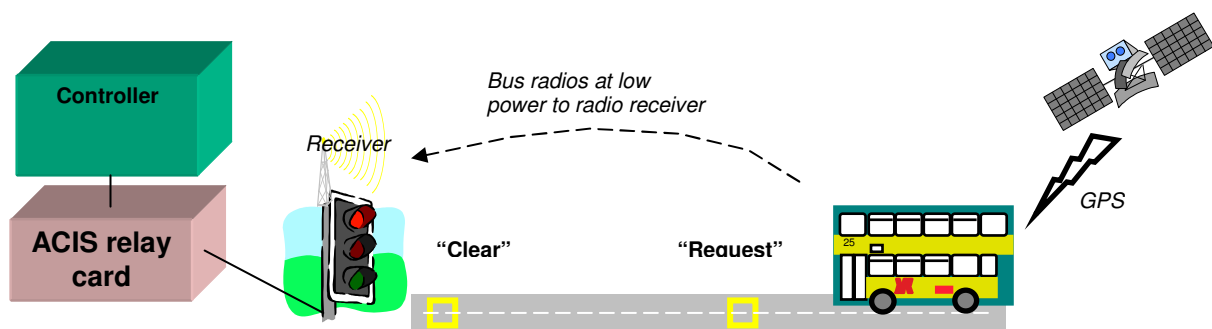 Controller
ACIS relay
card
Receiver
Bus radios at low
power to radio receiver
“Clear”
“Request”
25
GPS